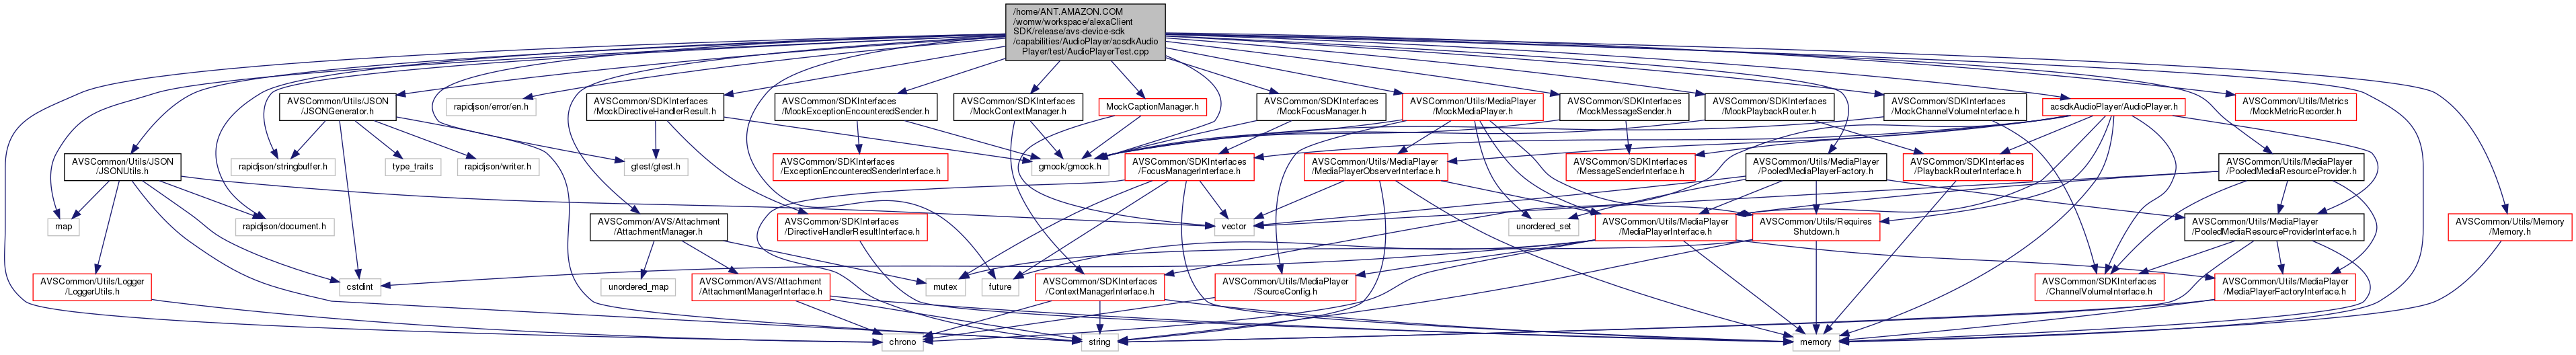 /home/ANT.AMAZON.COM
/womw/workspace/alexaClient
SDK/release/avs-device-sdk
/capabilities/AudioPlayer/acsdkAudio
Player/test/AudioPlayerTest.cpp
AVSCommon/Utils/JSON
/JSONGenerator.h
rapidjson/error/en.h
AVSCommon/SDKInterfaces
/MockDirectiveHandlerResult.h
AVSCommon/SDKInterfaces
/MockExceptionEncounteredSender.h
AVSCommon/SDKInterfaces
/MockContextManager.h
MockCaptionManager.h
AVSCommon/SDKInterfaces
/MockFocusManager.h
AVSCommon/Utils/MediaPlayer
/MockMediaPlayer.h
AVSCommon/SDKInterfaces
/MockMessageSender.h
AVSCommon/SDKInterfaces
/MockPlaybackRouter.h
AVSCommon/SDKInterfaces
/MockChannelVolumeInterface.h
acsdkAudioPlayer/AudioPlayer.h
AVSCommon/Utils/Metrics
/MockMetricRecorder.h
AVSCommon/Utils/JSON
/JSONUtils.h
rapidjson/stringbuffer.h
type_traits
rapidjson/writer.h
gtest/gtest.h
AVSCommon/SDKInterfaces
/ExceptionEncounteredSenderInterface.h
gmock/gmock.h
AVSCommon/SDKInterfaces
/FocusManagerInterface.h
AVSCommon/Utils/MediaPlayer
/MediaPlayerObserverInterface.h
AVSCommon/SDKInterfaces
/MessageSenderInterface.h
AVSCommon/Utils/MediaPlayer
/PooledMediaPlayerFactory.h
AVSCommon/SDKInterfaces
/PlaybackRouterInterface.h
AVSCommon/Utils/MediaPlayer
/PooledMediaResourceProvider.h
map
rapidjson/document.h
AVSCommon/AVS/Attachment
/AttachmentManager.h
AVSCommon/SDKInterfaces
/DirectiveHandlerResultInterface.h
vector
unordered_set
AVSCommon/Utils/MediaPlayer
/MediaPlayerInterface.h
AVSCommon/Utils/Requires
Shutdown.h
AVSCommon/Utils/MediaPlayer
/PooledMediaResourceProviderInterface.h
AVSCommon/Utils/Memory
/Memory.h
AVSCommon/Utils/Logger
/LoggerUtils.h
cstdint
unordered_map
AVSCommon/AVS/Attachment
/AttachmentManagerInterface.h
mutex
future
AVSCommon/SDKInterfaces
/ContextManagerInterface.h
AVSCommon/Utils/MediaPlayer
/SourceConfig.h
AVSCommon/SDKInterfaces
/ChannelVolumeInterface.h
AVSCommon/Utils/MediaPlayer
/MediaPlayerFactoryInterface.h
chrono
string
memory